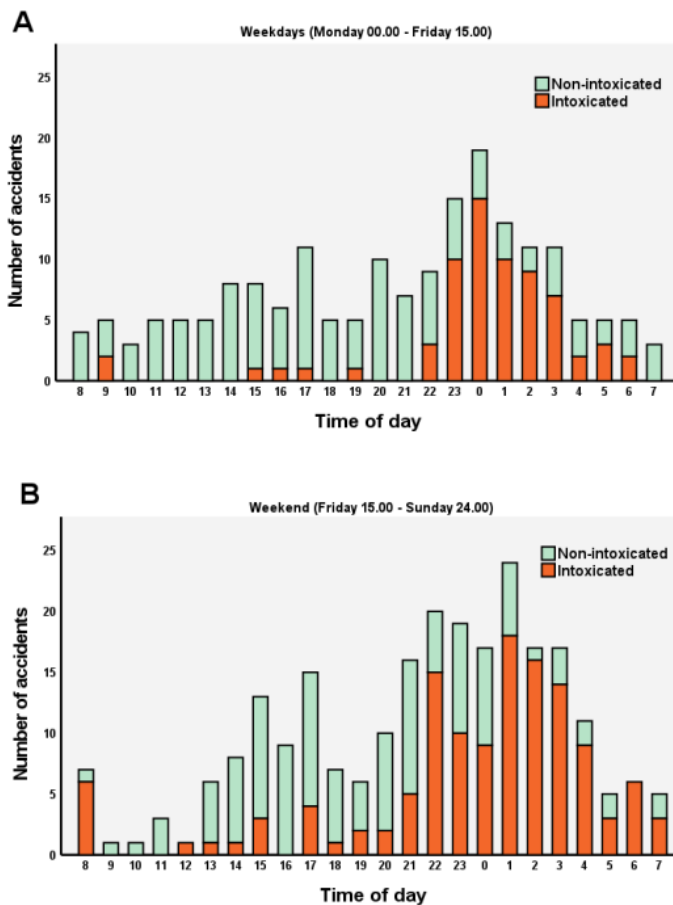 A
Weekdays (Monday 00.00 - Friday 15.00)
Non-intoxicated
Intoxicated
Number of accidents
25
20
15
10
5
0
8 9 10 11 12 13 14 15 16 17 18 19 20 21 22 23 0 1 2 3 4 5 6 7
Time of day
B
Weekend (Friday 15.00 - Sunday 24.00)
Non-intoxicated
Intoxicated
Number of accidents
25
20
15
10
5
0
8 9 10 11 12 13 14 15 16 17 18 19 20 21 22 23 0 1 2 3 4 5 6 7
Time of day